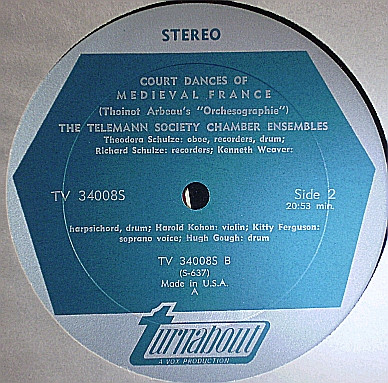 STEREO
COURT DANCES OF
MEDIEVAL FRANCE
(Thoinot Arbeau's "Orchesographie")
THE TELEMANN SOCIETY CHAMBER ENSEMBLES
Theodora Schulze: oboe, recorders, drum;
Richard Schulze: recorders; Kenneth Weaver:
TV 34008S
Side 2
20:53 min.
harpsichord, drum; Harold Kohon: violin; Kitty Ferguson:
soprano voice; Hugh Gough: drum
TV 34008S B
(S-637)
Made in U.S.A.
A
turnabout
A VOX PRODUCTION